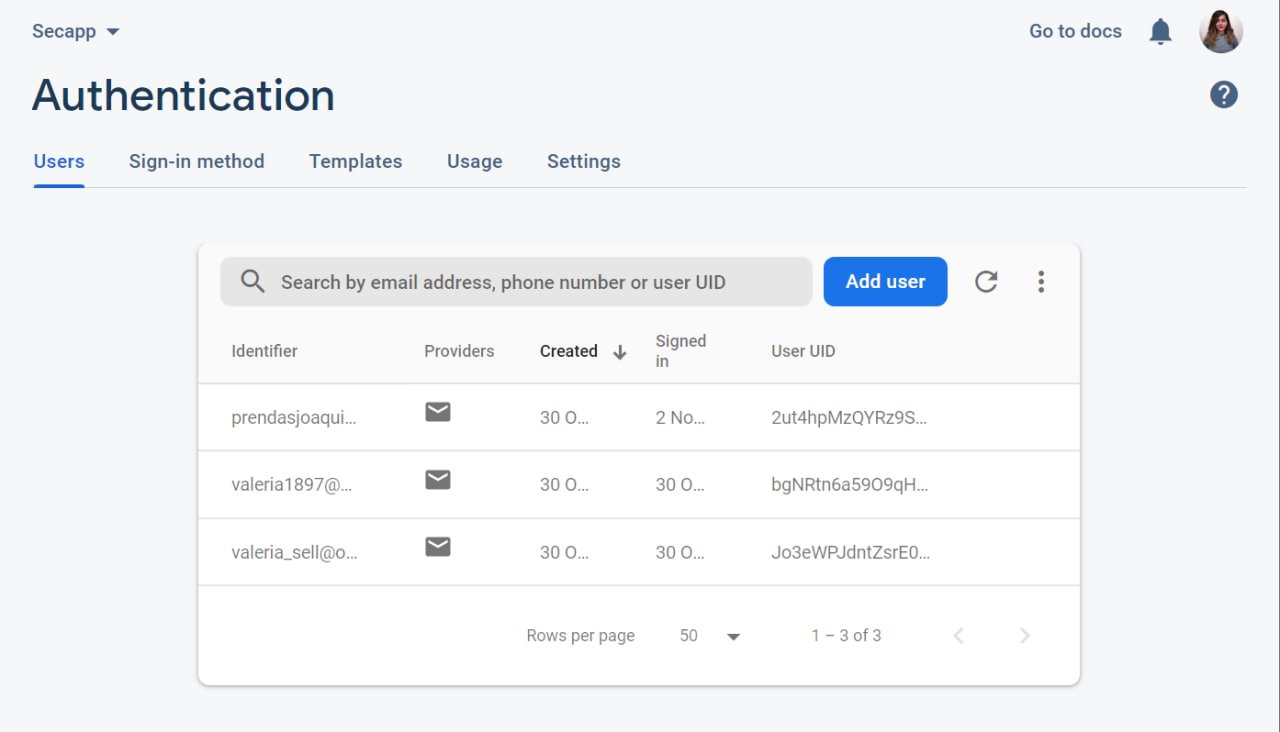 Secapp
Go to docs
Authentication
?
Users Sign-in method Templates Usage Settings
Search by email address, phone number or user UID
Add user
Identifier Providers Created Signed in User UID
prendasjoaqui... 30 O... 2 No... 2ut4hpMzQYRz9S...
valeria1897@... 30 O... 30 O... bgNRtn6a59O9qH...
valeria_sell@o... 30 O... 30 O... Jo3eWPJdntZsrE0...
Rows per page 50 1 – 3 of 3